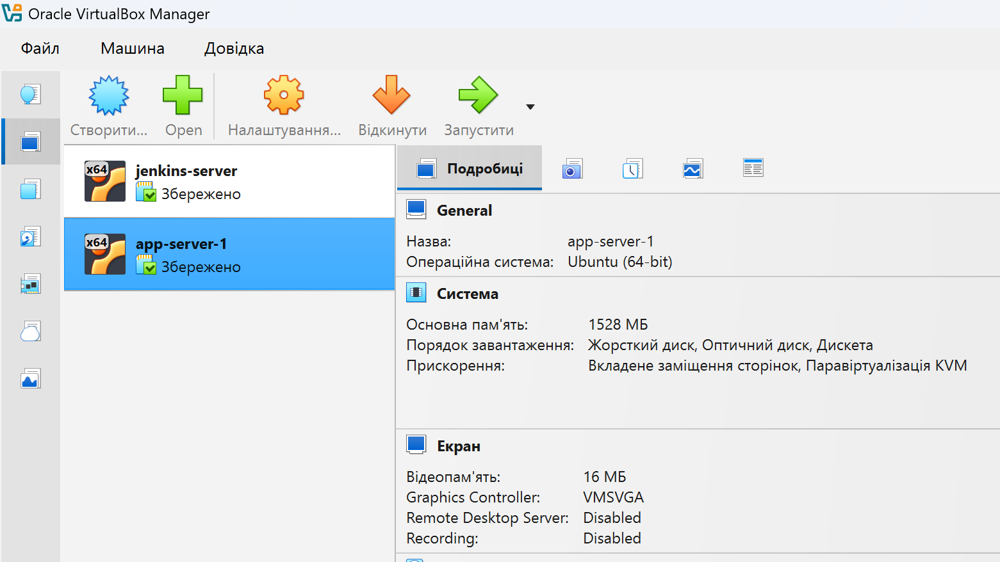 Oracle VirtualBox Manager
Файл Машина Довідка
Створити... Open Налаштування... Відкинути Запустити
x64 jenkins-server
Збережено
x64 app-server-1
Збережено
Подробиці
General
Назва: app-server-1
Операційна система: Ubuntu (64-bit)
Система
Основна пам'ять: 1528 МБ
Порядок завантаження: Жорсткий диск, Оптичний диск, Дискета
Прискорення: Вкладене заміщення сторінок, Паравіртуалізація KVM
Екран
Відеопам'ять: 16 МБ
Graphics Controller: VMSVGA
Remote Desktop Server: Disabled
Recording: Disabled